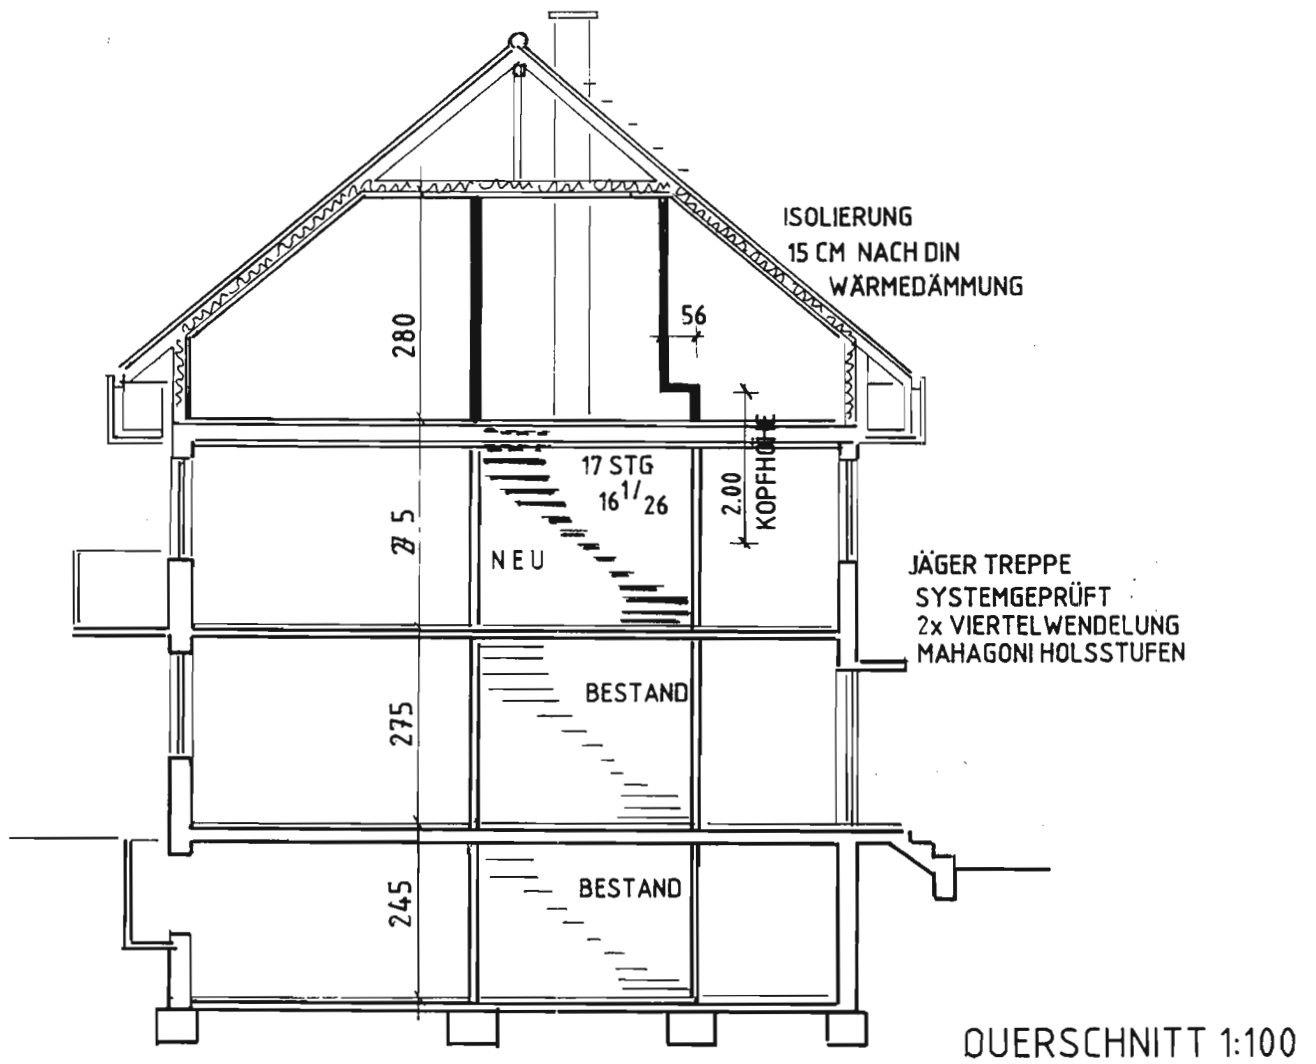 ISOLIERUNG
15 CM NACH DIN
WÄRMEDÄMMUNG
56
280
KOPFHÖHE
2.00
17 STG
16 1/26
275
NEU
JÄGER TREPPE
SYSTEMGEPRÜFT
2x VIERTELWENDELUNG
MAHAGONI HOLSSTUFEN
BESTAND
275
BESTAND
245
QUERSCHNITT 1:100